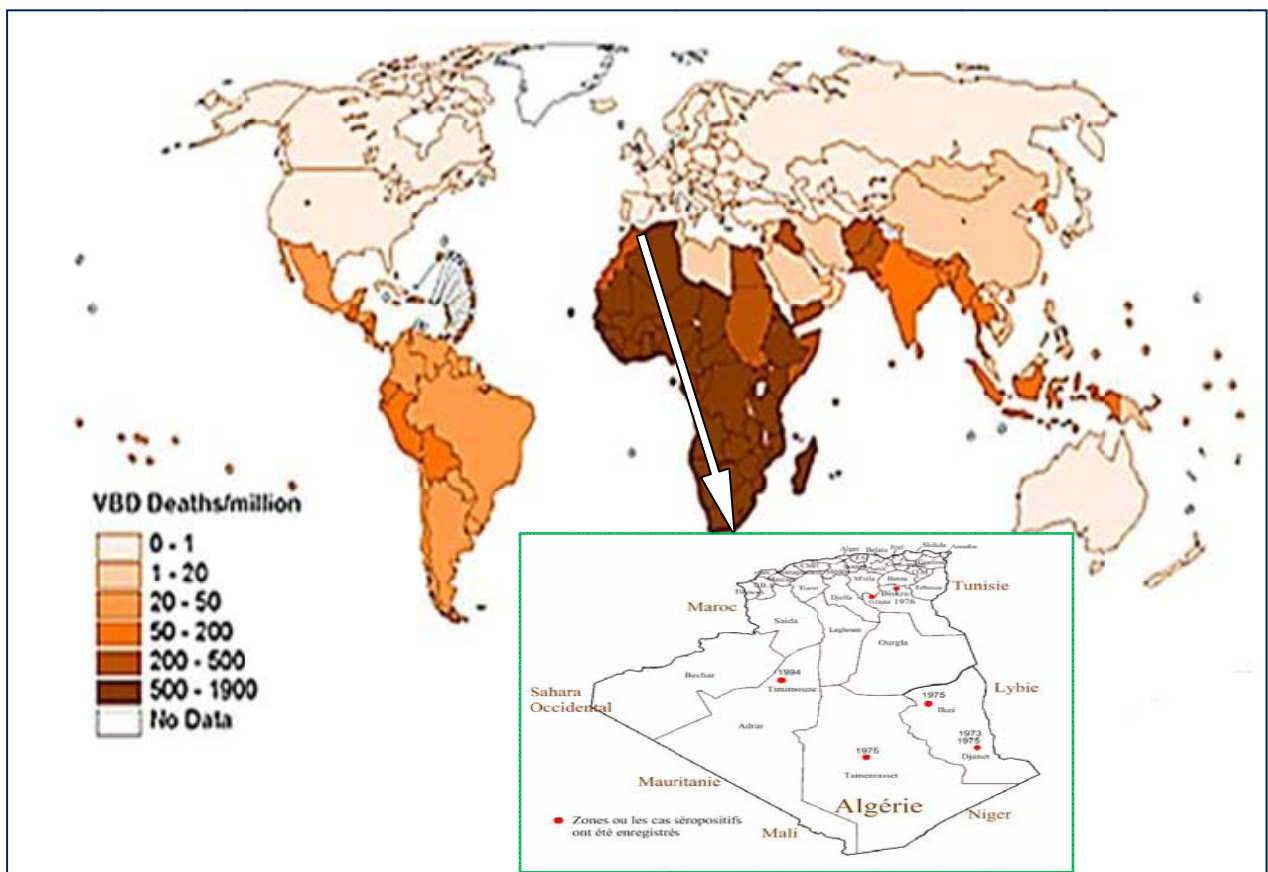 VBD Deaths/million
0 - 1
1 - 20
20 - 50
50 - 200
200 - 500
500 - 1900
No Data
Skikda
Alger
Bejaia
Jijel
Annaba
Tunisie
M'sila
Batna
Tebessa
Biskra
1976
Tiaret
Djelfa
Maroc
Saida
Laghouat
Ourgla
Bechar
1994
Timimoune
Lybie
Sahara
Occidental
1975
Ilizi
Adrar
1973
1975
Djanet
1975
Tamenrasset
Mauritanie
Algérie
Niger
Mali
Zones ou les cas séropositifs
ont été enregistrés